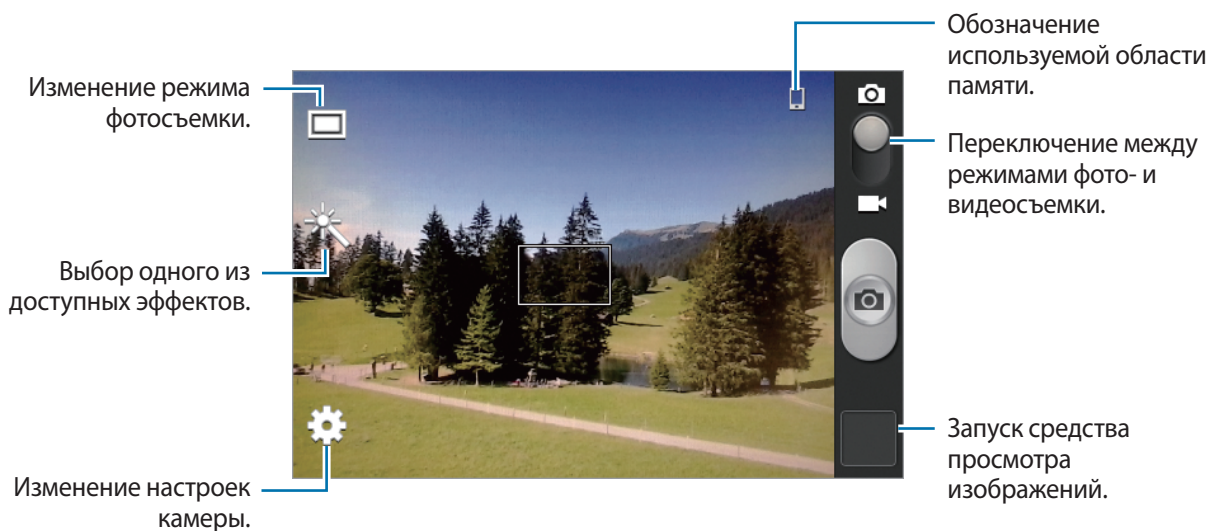 Изменение режима
фотосъемки.
Выбор одного из
доступных эффектов.
Изменение настроек
камеры.
Обозначение
используемой области
памяти.
Переключение между
режимами фото- и
видеосъемки.
Запуск средства
просмотра
изображений.